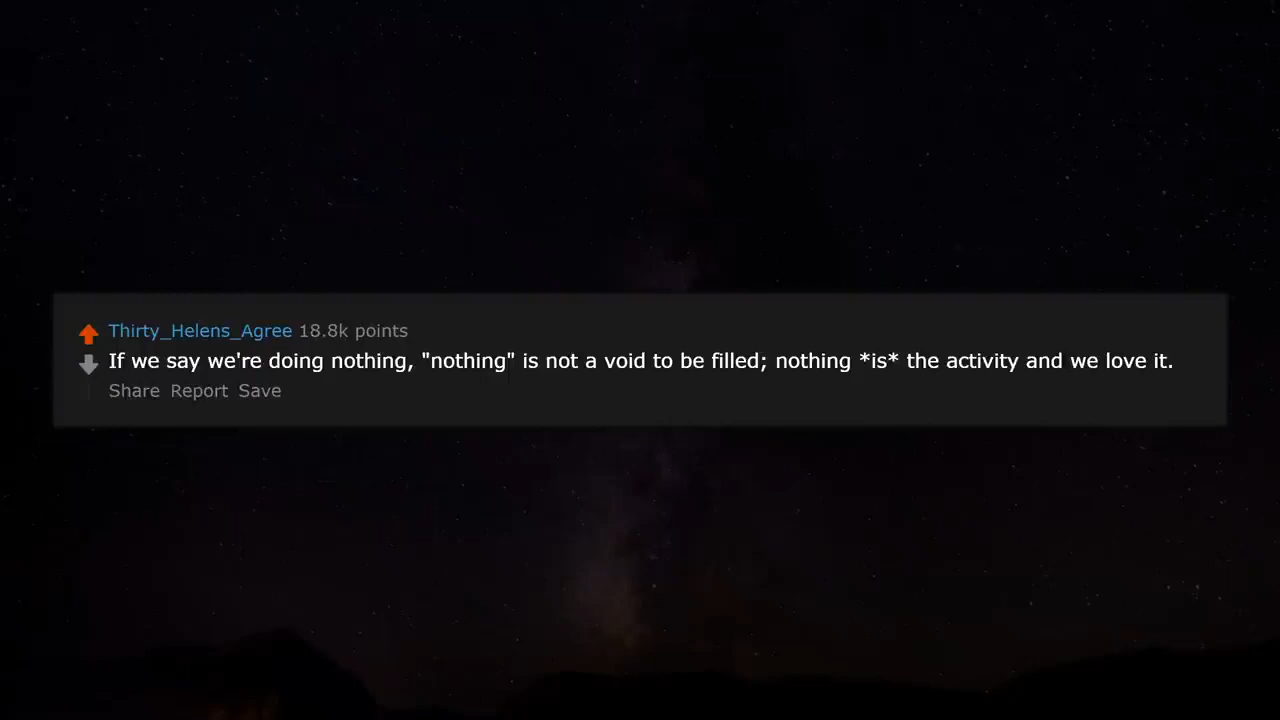 Thirty_Helens_Agree 18.8k points
If we say we're doing nothing, "nothing" is not a void to be filled; nothing *is* the activity and we love it.
Share Report Save